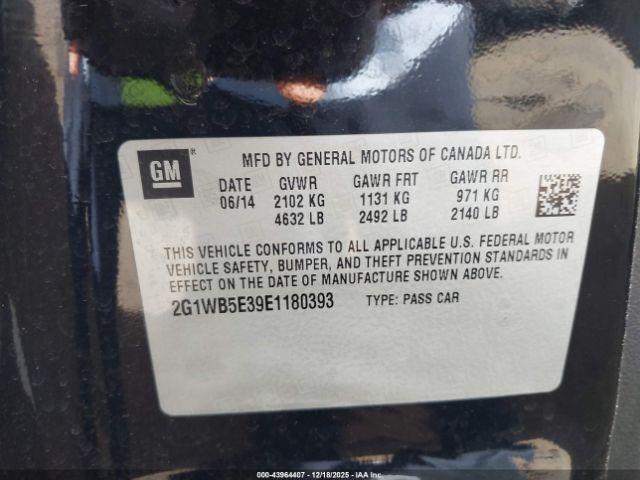 GM ®
MFD BY GENERAL MOTORS OF CANADA LTD.
DATE GVWR GAWR FRT GAWR RR
06/14 2102 KG 1131 KG 971 KG
4632 LB 2492 LB 2140 LB
THIS VEHICLE CONFORMS TO ALL APPLICABLE U.S. FEDERAL MOTOR
VEHICLE SAFETY, BUMPER, AND THEFT PREVENTION STANDARDS IN
EFFECT ON THE DATE OF MANUFACTURE SHOWN ABOVE.
2G1WB5E39E1180393 TYPE: PASS CAR
000-43964407 - 12/18/2025 - IAAI.com